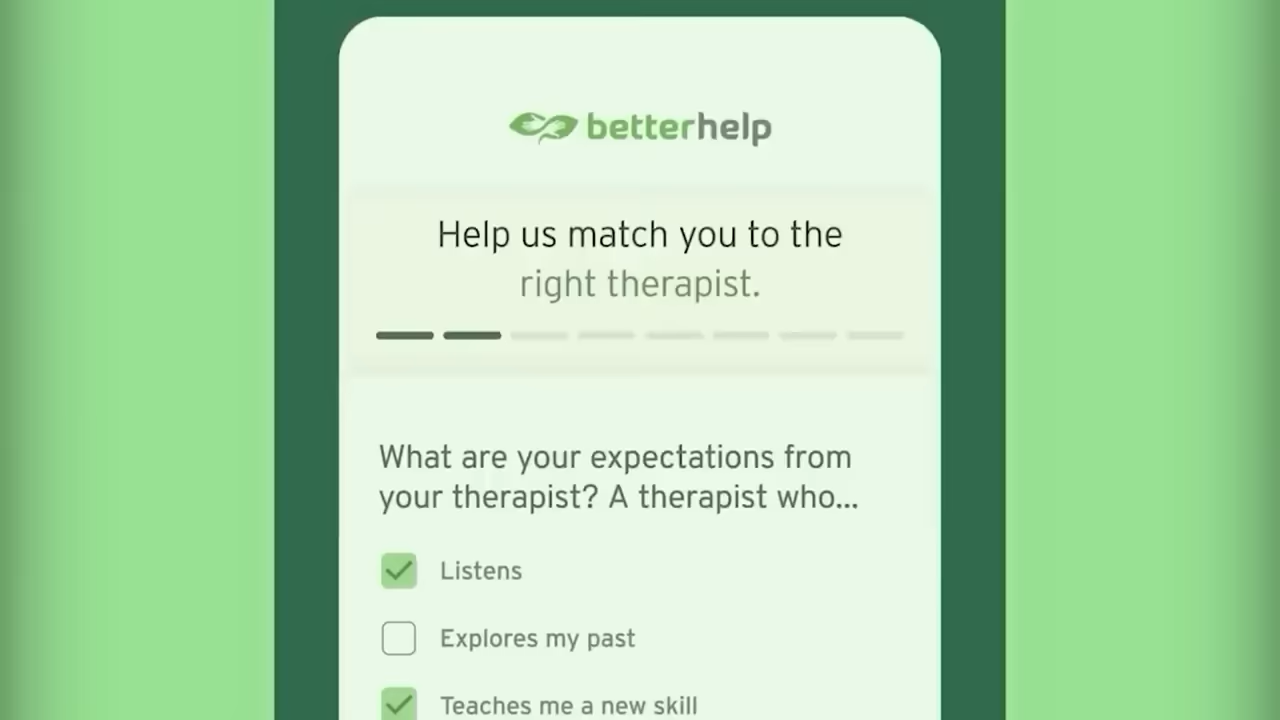 betterhelp
Help us match you to the
right therapist.
What are your expectations from
your therapist? A therapist who...
Listens
Explores my past
Teaches me a new skill